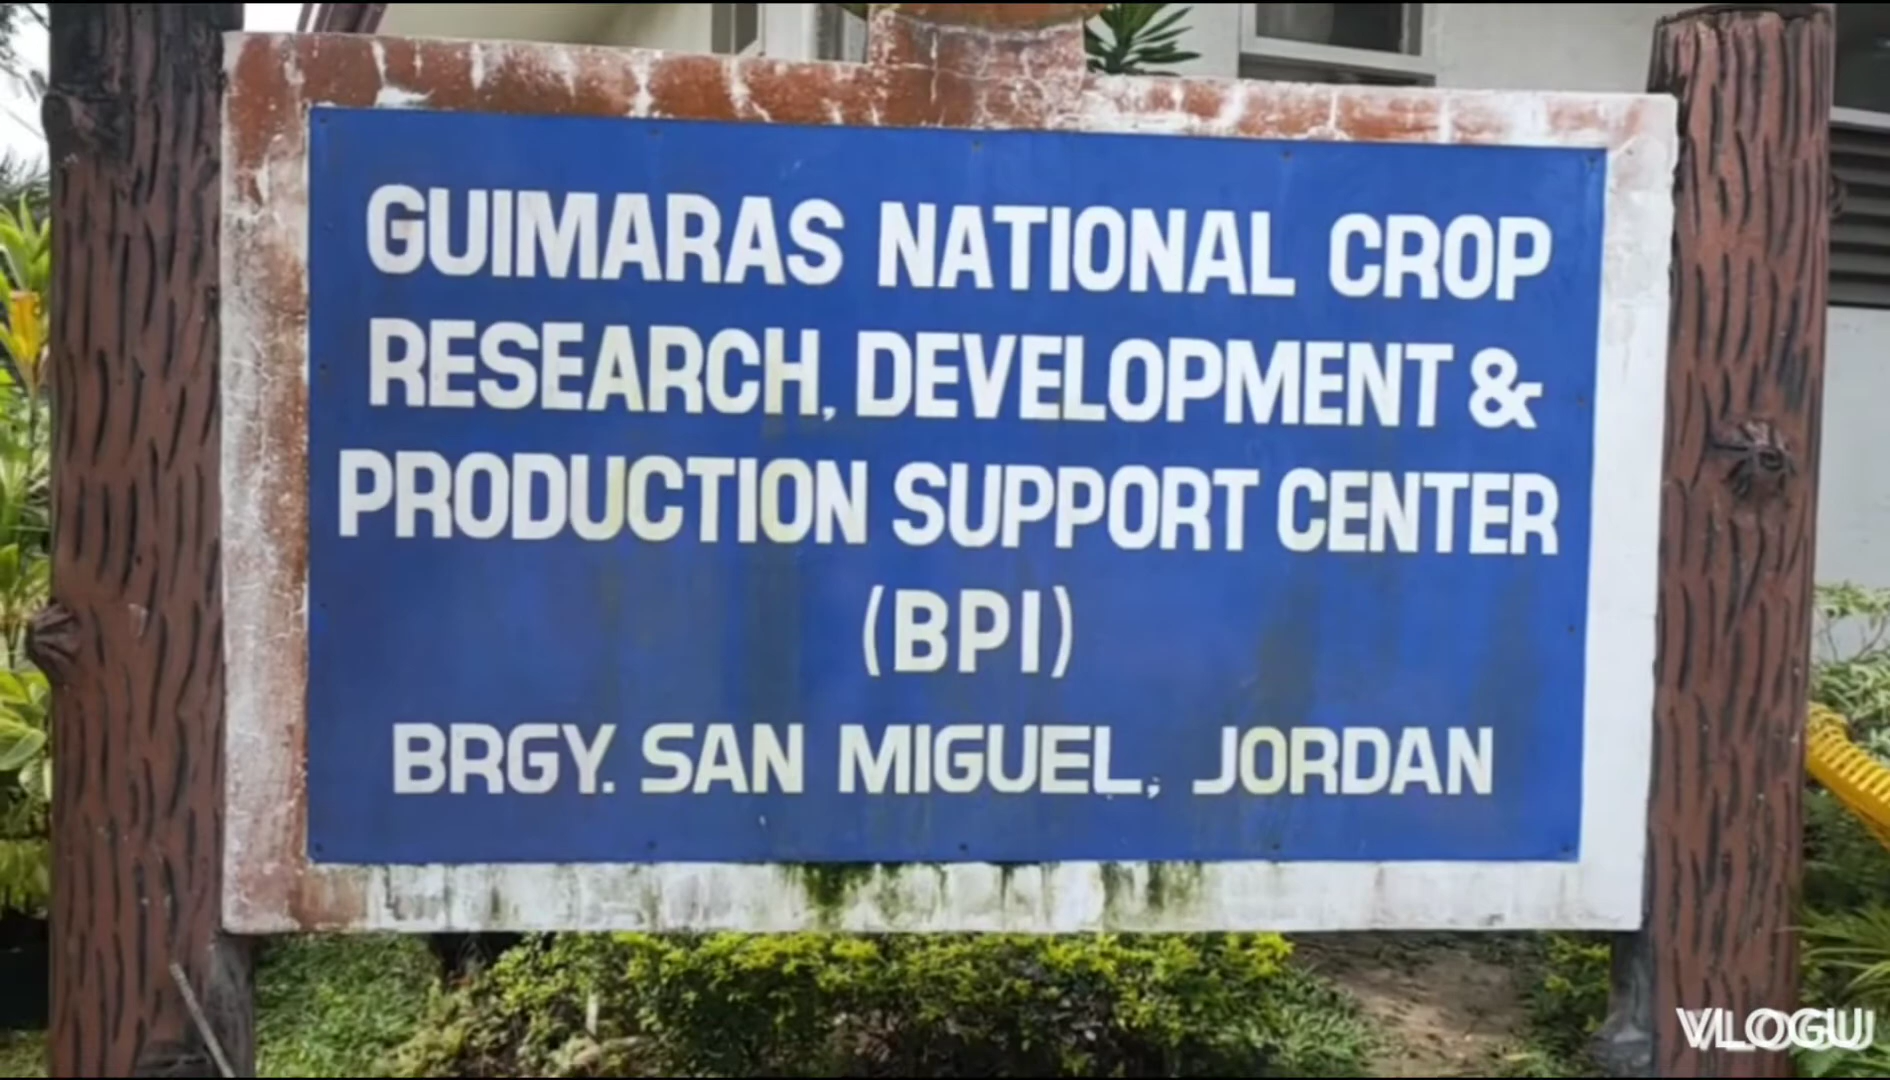 GUIMARAS NATIONAL CROP
RESEARCH, DEVELOPMENT &
PRODUCTION SUPPORT CENTER
(BPI)
BRGY. SAN MIGUEL, JORDAN
VLOGU